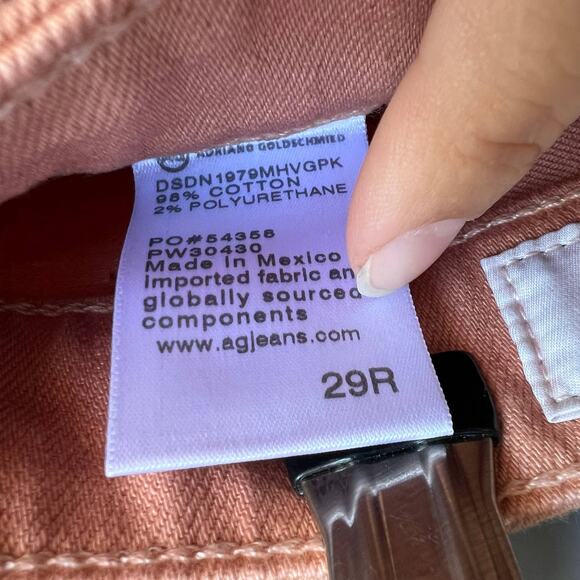 ADRIANO GOLDSCHMIED
DSDN1979MHVGPK
98% COTTON
2% POLYURETHANE
PO#54358
PW30430
Made in Mexico
imported fabric an
globally sourced
components
www.agjeans.com
29R